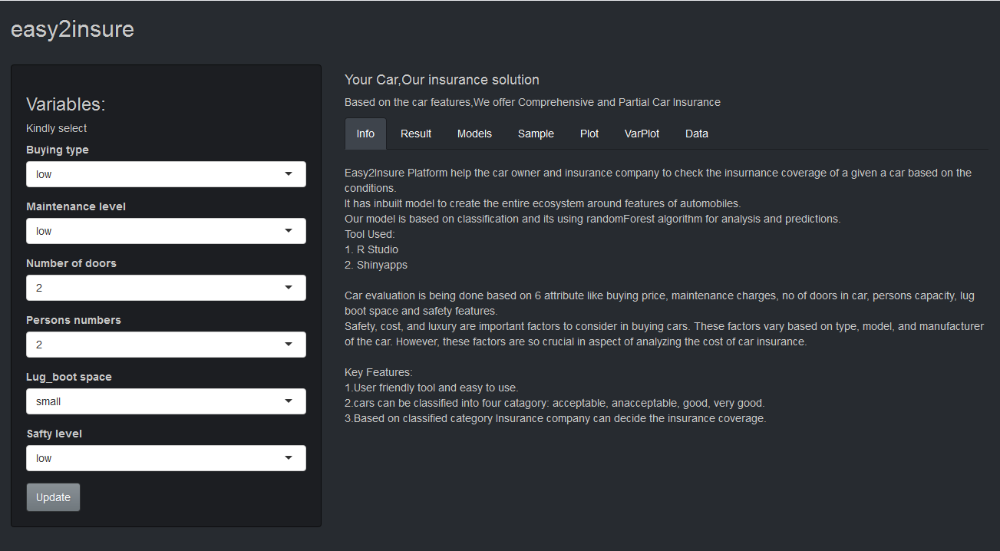 easy2insure
Variables:
Kindly select
Buying type
low
Maintenance level
low
Number of doors
2
Persons numbers
2
Lug_boot space
small
Safty level
low
Update
Your Car,Our insurance solution
Based on the car features,We offer Comprehensive and Partial Car Insurance
Info Result Models Sample Plot VarPlot Data
Easy2Insure Platform help the car owner and insurance company to check the insurnance coverage of a given a car based on the
conditions.
It has inbuilt model to create the entire ecosystem around features of automobiles.
Our model is based on classification and its using randomForest algorithm for analysis and predictions.
Tool Used:
1. R Studio
2. Shinyapps
Car evaluation is being done based on 6 attribute like buying price, maintenance charges, no of doors in car, persons capacity, lug
boot space and safety features.
Safety, cost, and luxury are important factors to consider in buying cars. These factors vary based on type, model, and manufacturer
of the car. However, these factors are so crucial in aspect of analyzing the cost of car insurance.
Key Features:
1.User friendly tool and easy to use.
2.cars can be classified into four catagory: acceptable, anacceptable, good, very good.
3.Based on classified category Insurance company can decide the insurance coverage.